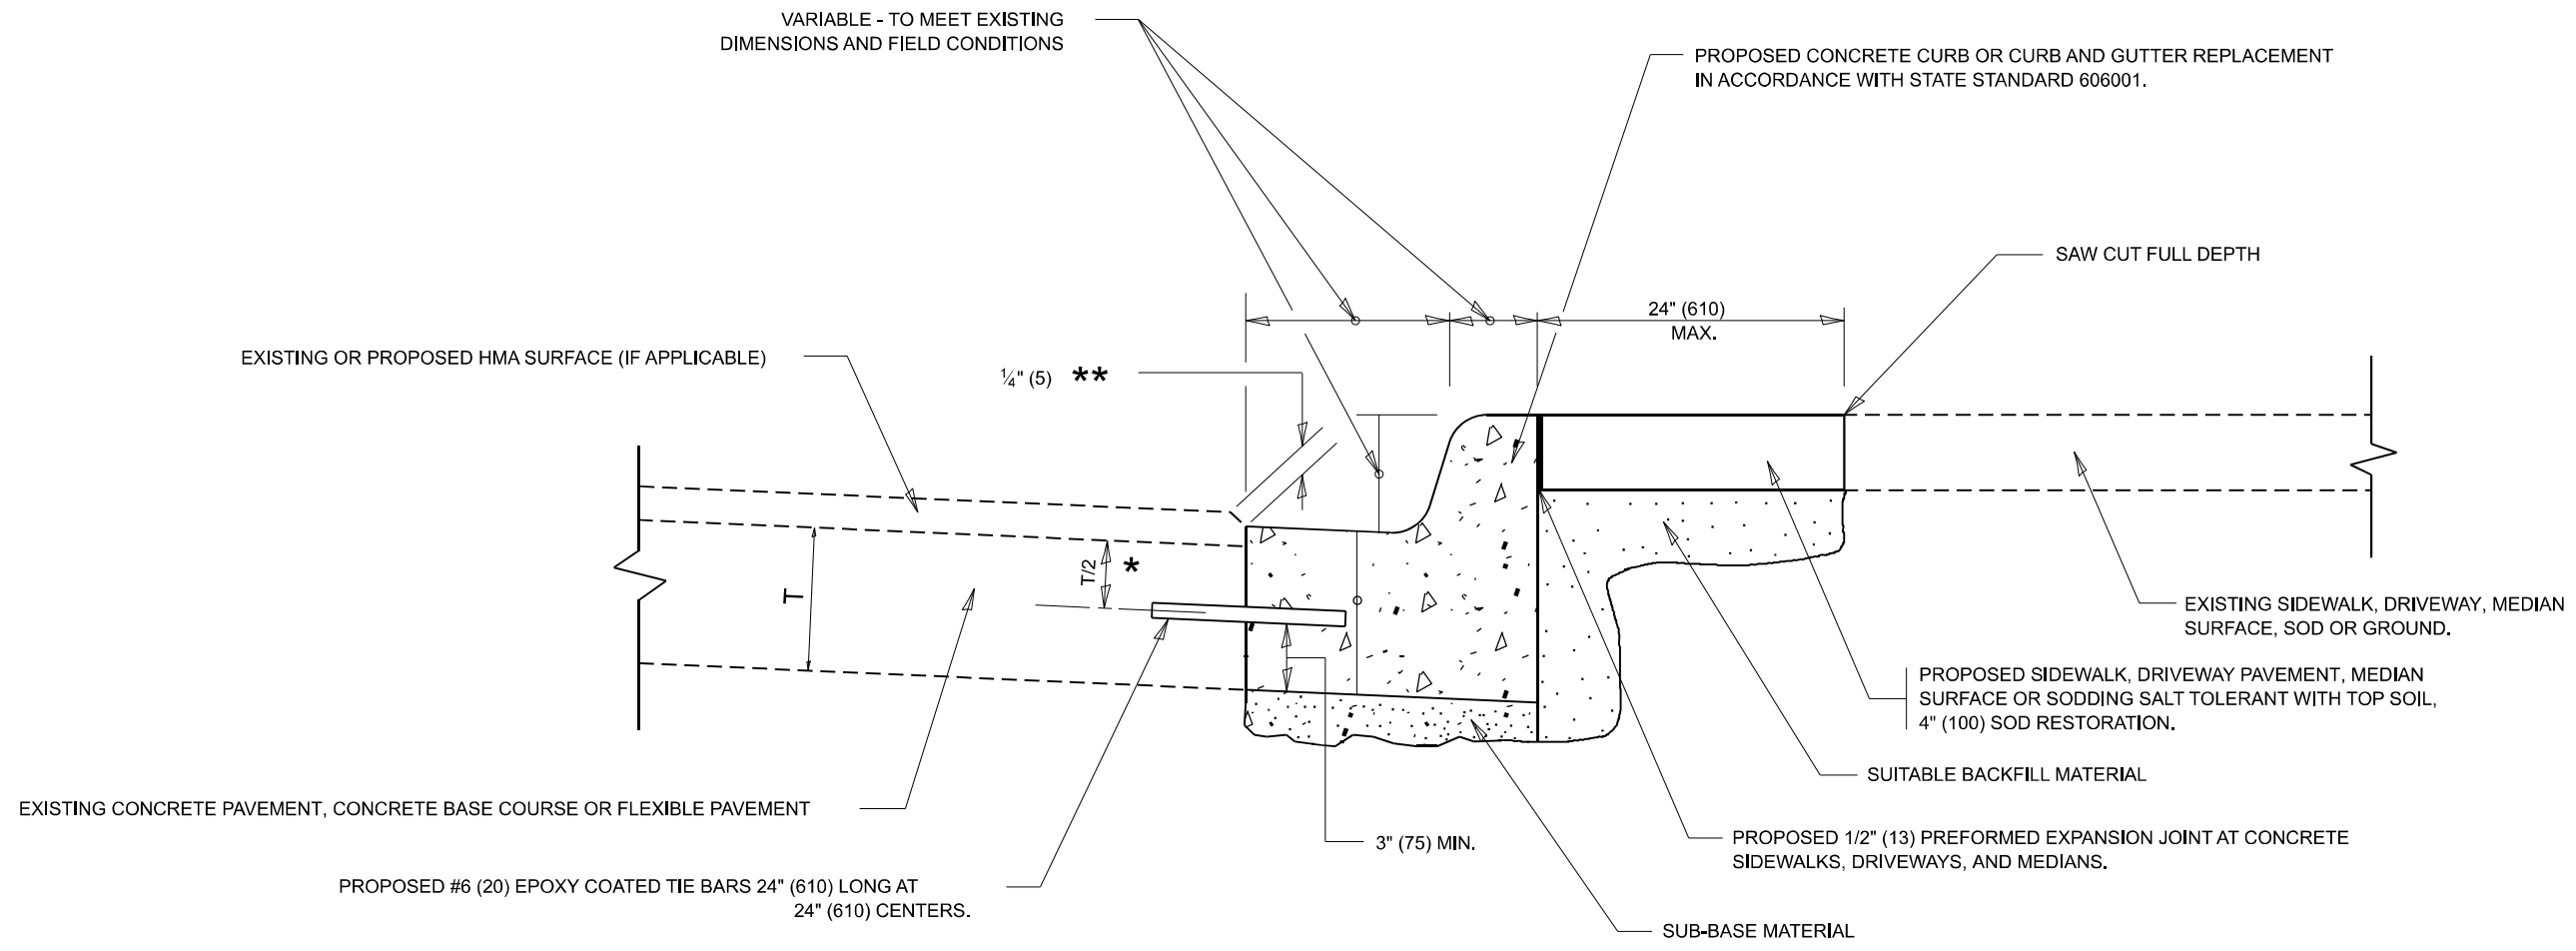 VARIABLE - TO MEET EXISTING
DIMENSIONS AND FIELD CONDITIONS
PROPOSED CONCRETE CURB OR CURB AND GUTTER REPLACEMENT
IN ACCORDANCE WITH STATE STANDARD 606001.
SAW CUT FULL DEPTH
24" (610)
MAX.
EXISTING OR PROPOSED HMA SURFACE (IF APPLICABLE)
¼" (5) **
T/2 *
T
EXISTING SIDEWALK, DRIVEWAY, MEDIAN
SURFACE, SOD OR GROUND.
PROPOSED SIDEWALK, DRIVEWAY PAVEMENT, MEDIAN
SURFACE OR SODDING SALT TOLERANT WITH TOP SOIL,
4" (100) SOD RESTORATION.
SUITABLE BACKFILL MATERIAL
EXISTING CONCRETE PAVEMENT, CONCRETE BASE COURSE OR FLEXIBLE PAVEMENT
3" (75) MIN.
PROPOSED 1/2" (13) PREFORMED EXPANSION JOINT AT CONCRETE
SIDEWALKS, DRIVEWAYS, AND MEDIANS.
PROPOSED #6 (20) EPOXY COATED TIE BARS 24" (610) LONG AT
24" (610) CENTERS.
SUB-BASE MATERIAL